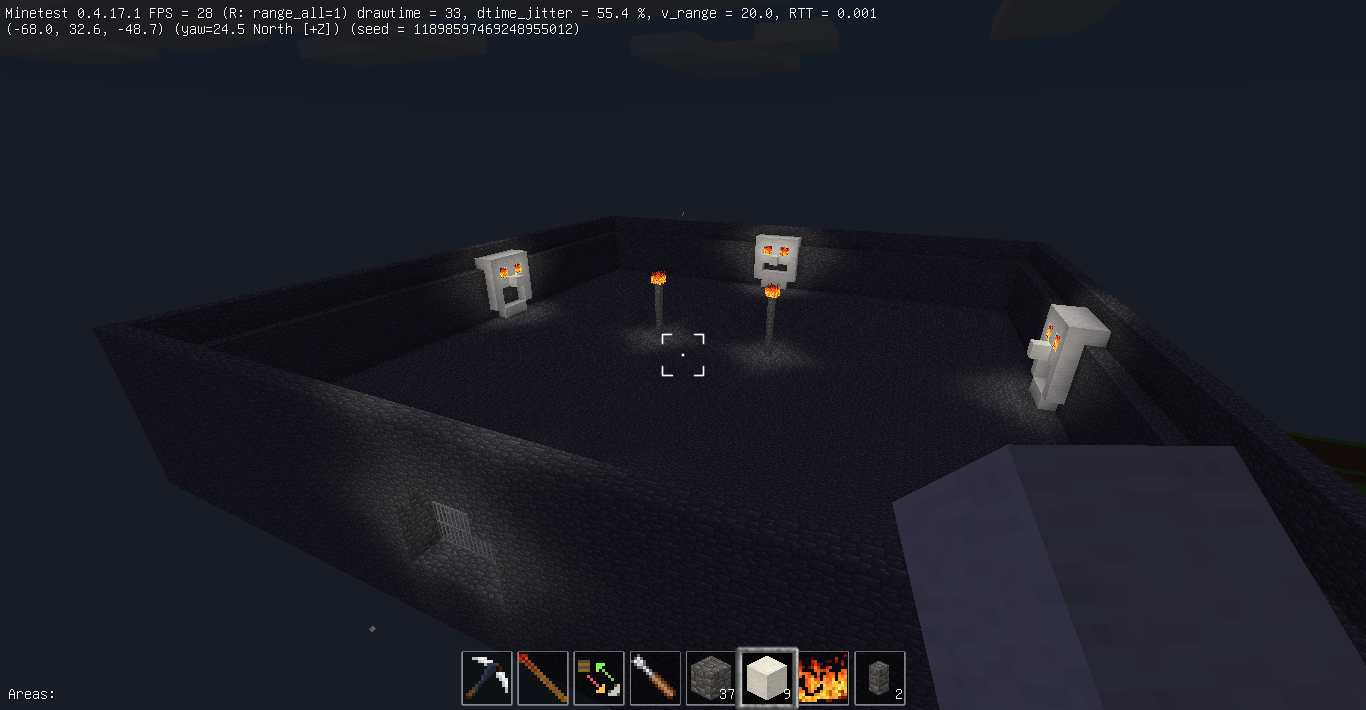 Minetest 0.4.17.1 FPS = 28 (R: range_all=1) drawtime = 33, dtime_jitter = 55.4 %, v_range = 20.0, RTT = 0.001
(-68.0, 32.6, -48.7) (yaw=24.5 North [+Z]) (seed = 11898597469248955012)
Areas:
37 9 2